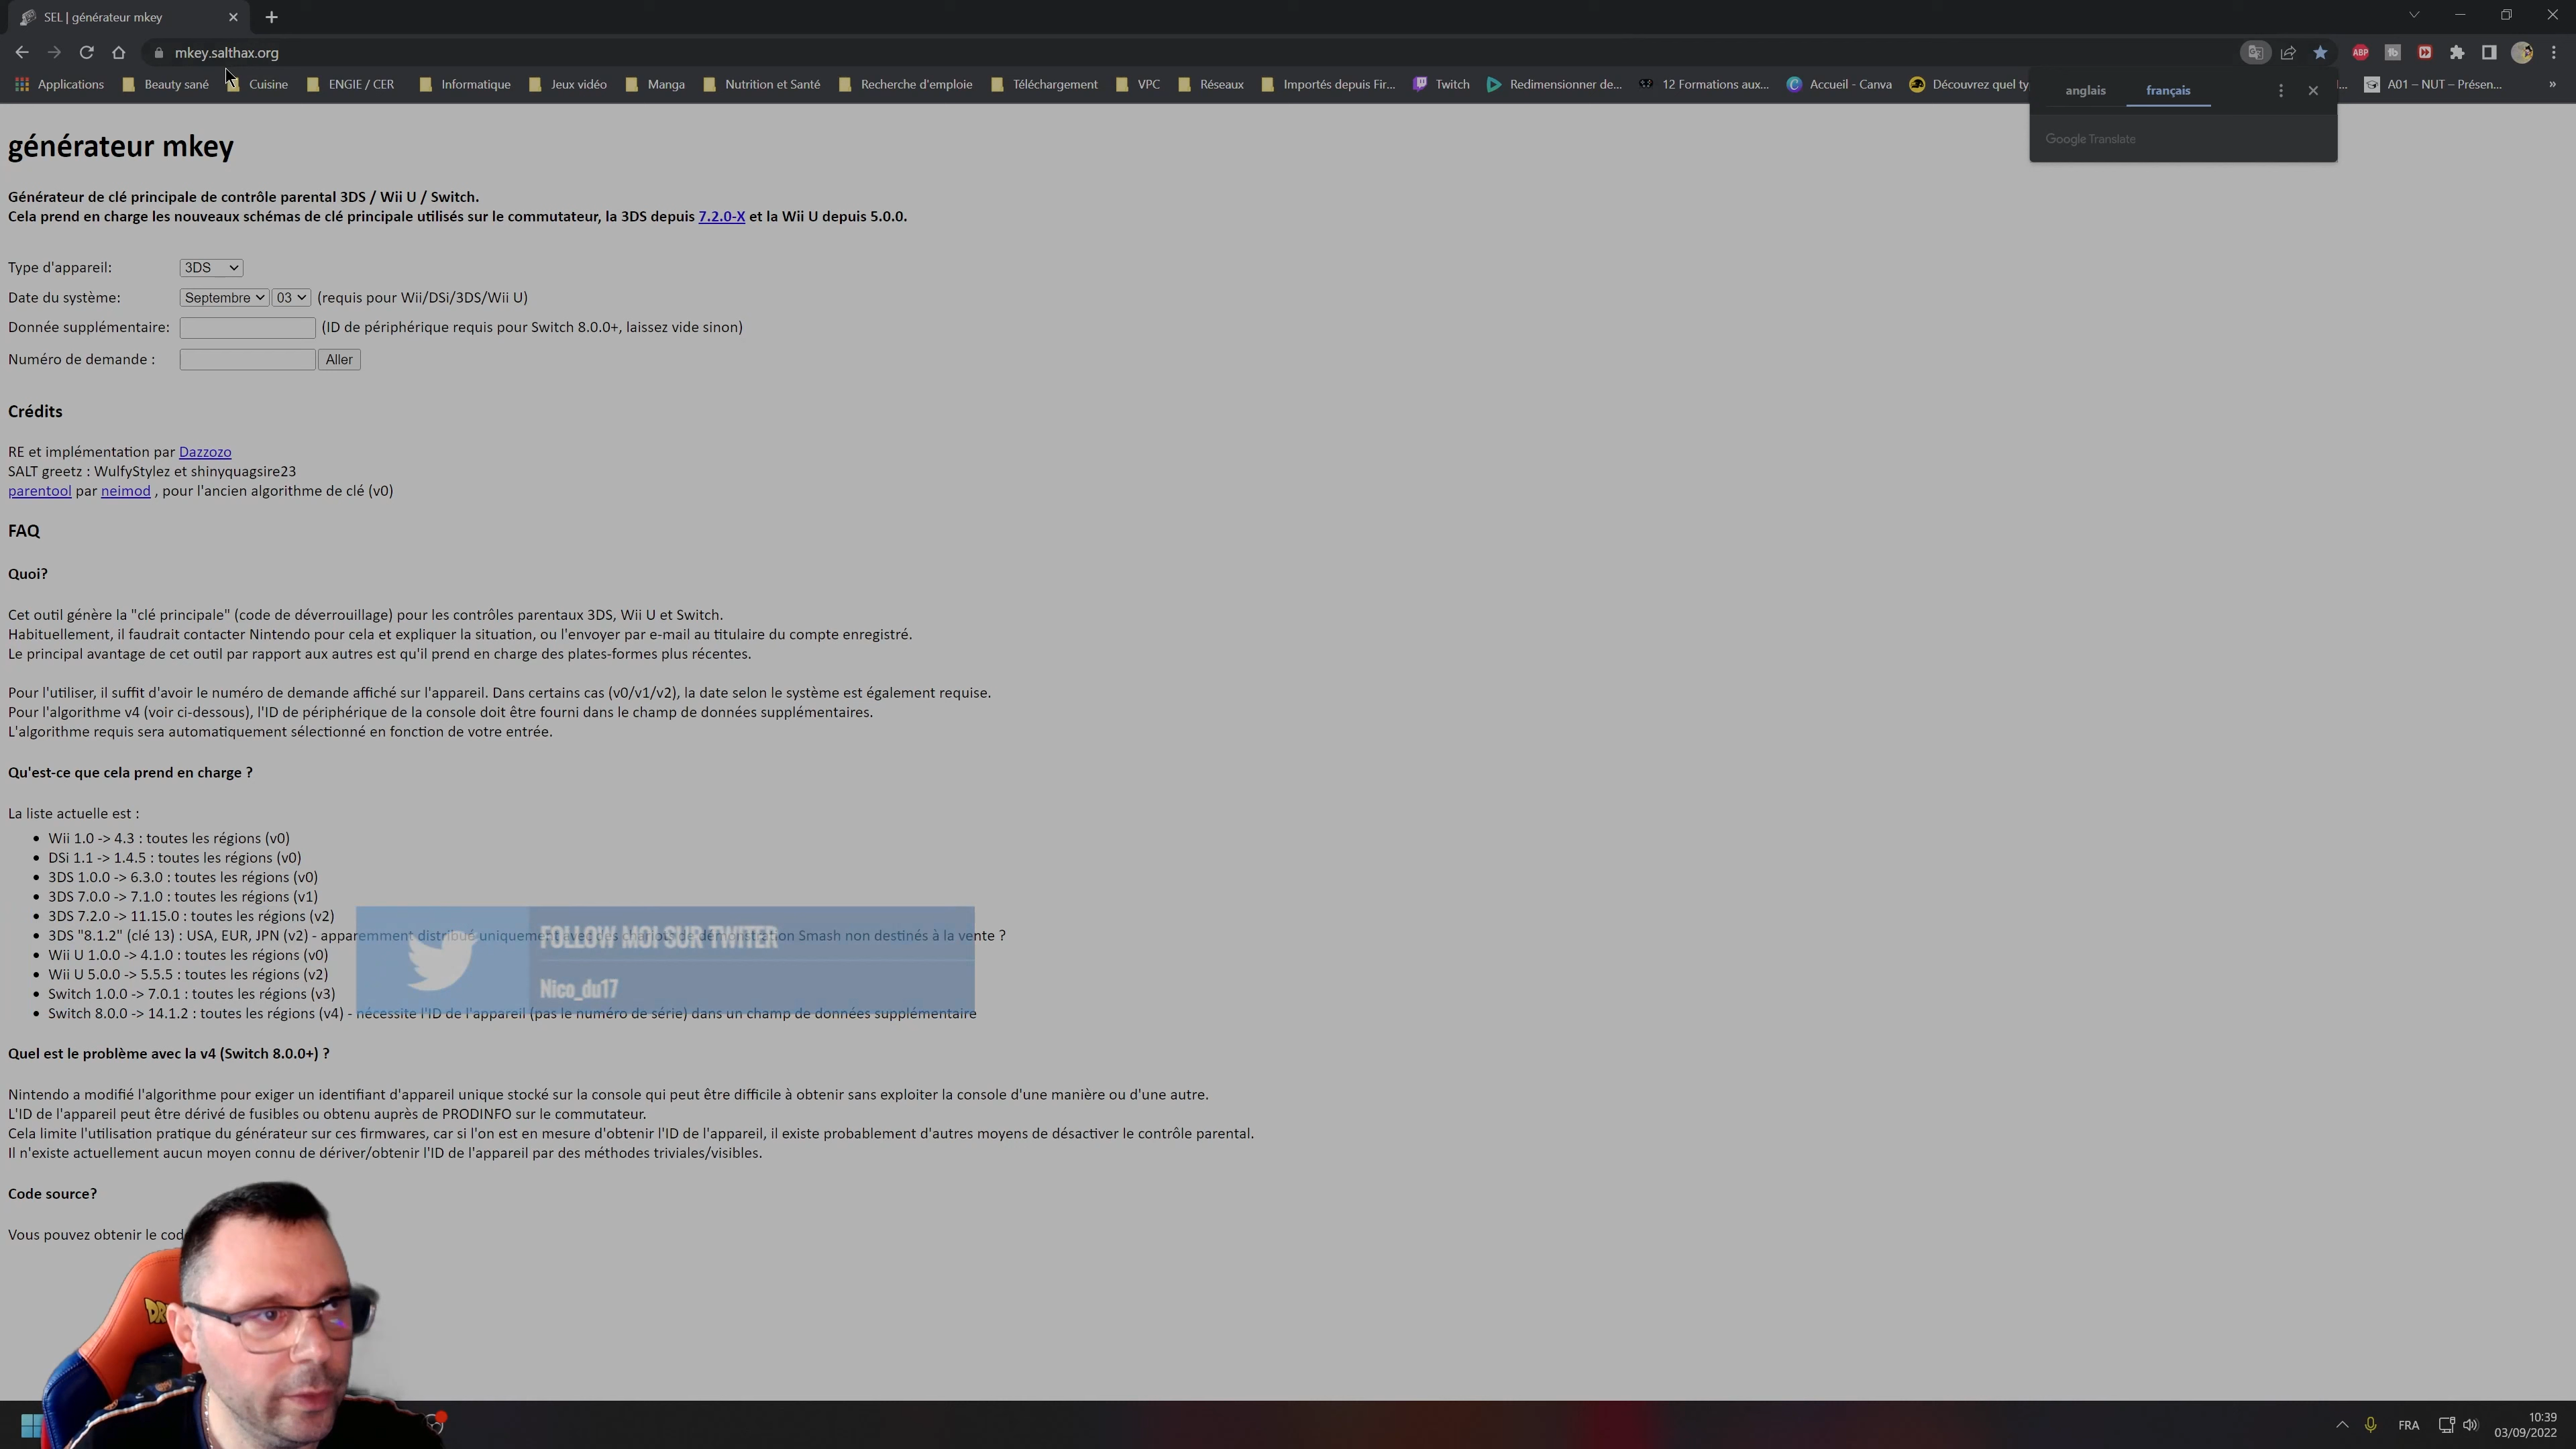 SEL | générateur mkey
mkey.salthax.org
Applications Beauty sané Cuisine ENGIE / CER Informatique Jeux vidéo Manga Nutrition et Santé Recherche d'emploie Téléchargement VPC Réseaux Importés depuis Fir... Twitch Redimensionner de... 12 Formations aux... Accueil - Canva Découvrez quel ty A01 – NUT – Présen... »
ABP
anglais français
Google Translate
générateur mkey
Générateur de clé principale de contrôle parental 3DS / Wii U / Switch.
Cela prend en charge les nouveaux schémas de clé principale utilisés sur le commutateur, la 3DS depuis 7.2.0-X et la Wii U depuis 5.0.0.
Type d'appareil: 3DS
Date du système: Septembre 03 (requis pour Wii/DSi/3DS/Wii U)
Donnée supplémentaire: (ID de périphérique requis pour Switch 8.0.0+, laissez vide sinon)
Numéro de demande : Aller
Crédits
RE et implémentation par Dazzozo
SALT greetz : WulfyStylez et shinyquagsire23
parentool par neimod , pour l'ancien algorithme de clé (v0)
FAQ
Quoi?
Cet outil génère la "clé principale" (code de déverrouillage) pour les contrôles parentaux 3DS, Wii U et Switch.
Habituellement, il faudrait contacter Nintendo pour cela et expliquer la situation, ou l'envoyer par e-mail au titulaire du compte enregistré.
Le principal avantage de cet outil par rapport aux autres est qu'il prend en charge des plates-formes plus récentes.
Pour l'utiliser, il suffit d'avoir le numéro de demande affiché sur l'appareil. Dans certains cas (v0/v1/v2), la date selon le système est également requise.
Pour l'algorithme v4 (voir ci-dessous), l'ID de périphérique de la console doit être fourni dans le champ de données supplémentaires.
L'algorithme requis sera automatiquement sélectionné en fonction de votre entrée.
Qu'est-ce que cela prend en charge ?
La liste actuelle est :
• Wii 1.0 -> 4.3 : toutes les régions (v0)
• DSi 1.1 -> 1.4.5 : toutes les régions (v0)
• 3DS 1.0.0 -> 6.3.0 : toutes les régions (v0)
• 3DS 7.0.0 -> 7.1.0 : toutes les régions (v1)
• 3DS 7.2.0 -> 11.15.0 : toutes les régions (v2)
• 3DS "8.1.2" (clé 13) : USA, EUR, JPN (v2) - apparemment distribué uniquement avec des chariots de démonstration Smash non destinés à la vente ?
• Wii U 1.0.0 -> 4.1.0 : toutes les régions (v0)
• Wii U 5.0.0 -> 5.5.5 : toutes les régions (v2)
• Switch 1.0.0 -> 7.0.1 : toutes les régions (v3)
• Switch 8.0.0 -> 14.1.2 : toutes les régions (v4) - nécessite l'ID de l'appareil (pas le numéro de série) dans un champ de données supplémentaire
FOLLOW MOI SUR TWITER
Nico_du17
Quel est le problème avec la v4 (Switch 8.0.0+) ?
Nintendo a modifié l'algorithme pour exiger un identifiant d'appareil unique stocké sur la console qui peut être difficile à obtenir sans exploiter la console d'une manière ou d'une autre.
L'ID de l'appareil peut être dérivé de fusibles ou obtenu auprès de PRODINFO sur le commutateur.
Cela limite l'utilisation pratique du générateur sur ces firmwares, car si l'on est en mesure d'obtenir l'ID de l'appareil, il existe probablement d'autres moyens de désactiver le contrôle parental.
Il n'existe actuellement aucun moyen connu de dériver/obtenir l'ID de l'appareil par des méthodes triviales/visibles.
Code source?
Vous pouvez obtenir le cod
FRA
10:39
03/09/2022